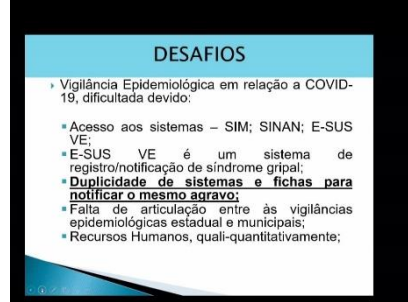 DESAFIOS
Vigilância Epidemiológica em relação a COVID-
19, dificultada devido:
Acesso aos sistemas – SIM; SINAN; E-SUS
VE;
E-SUS VE é um sistema de
registro/notificação de síndrome gripal;
Duplicidade de sistemas e fichas para
notificar o mesmo agravo;
Falta de articulação entre às vigilâncias
epidemiológicas estadual e municipais;
Recursos Humanos, quali-quantitativamente;